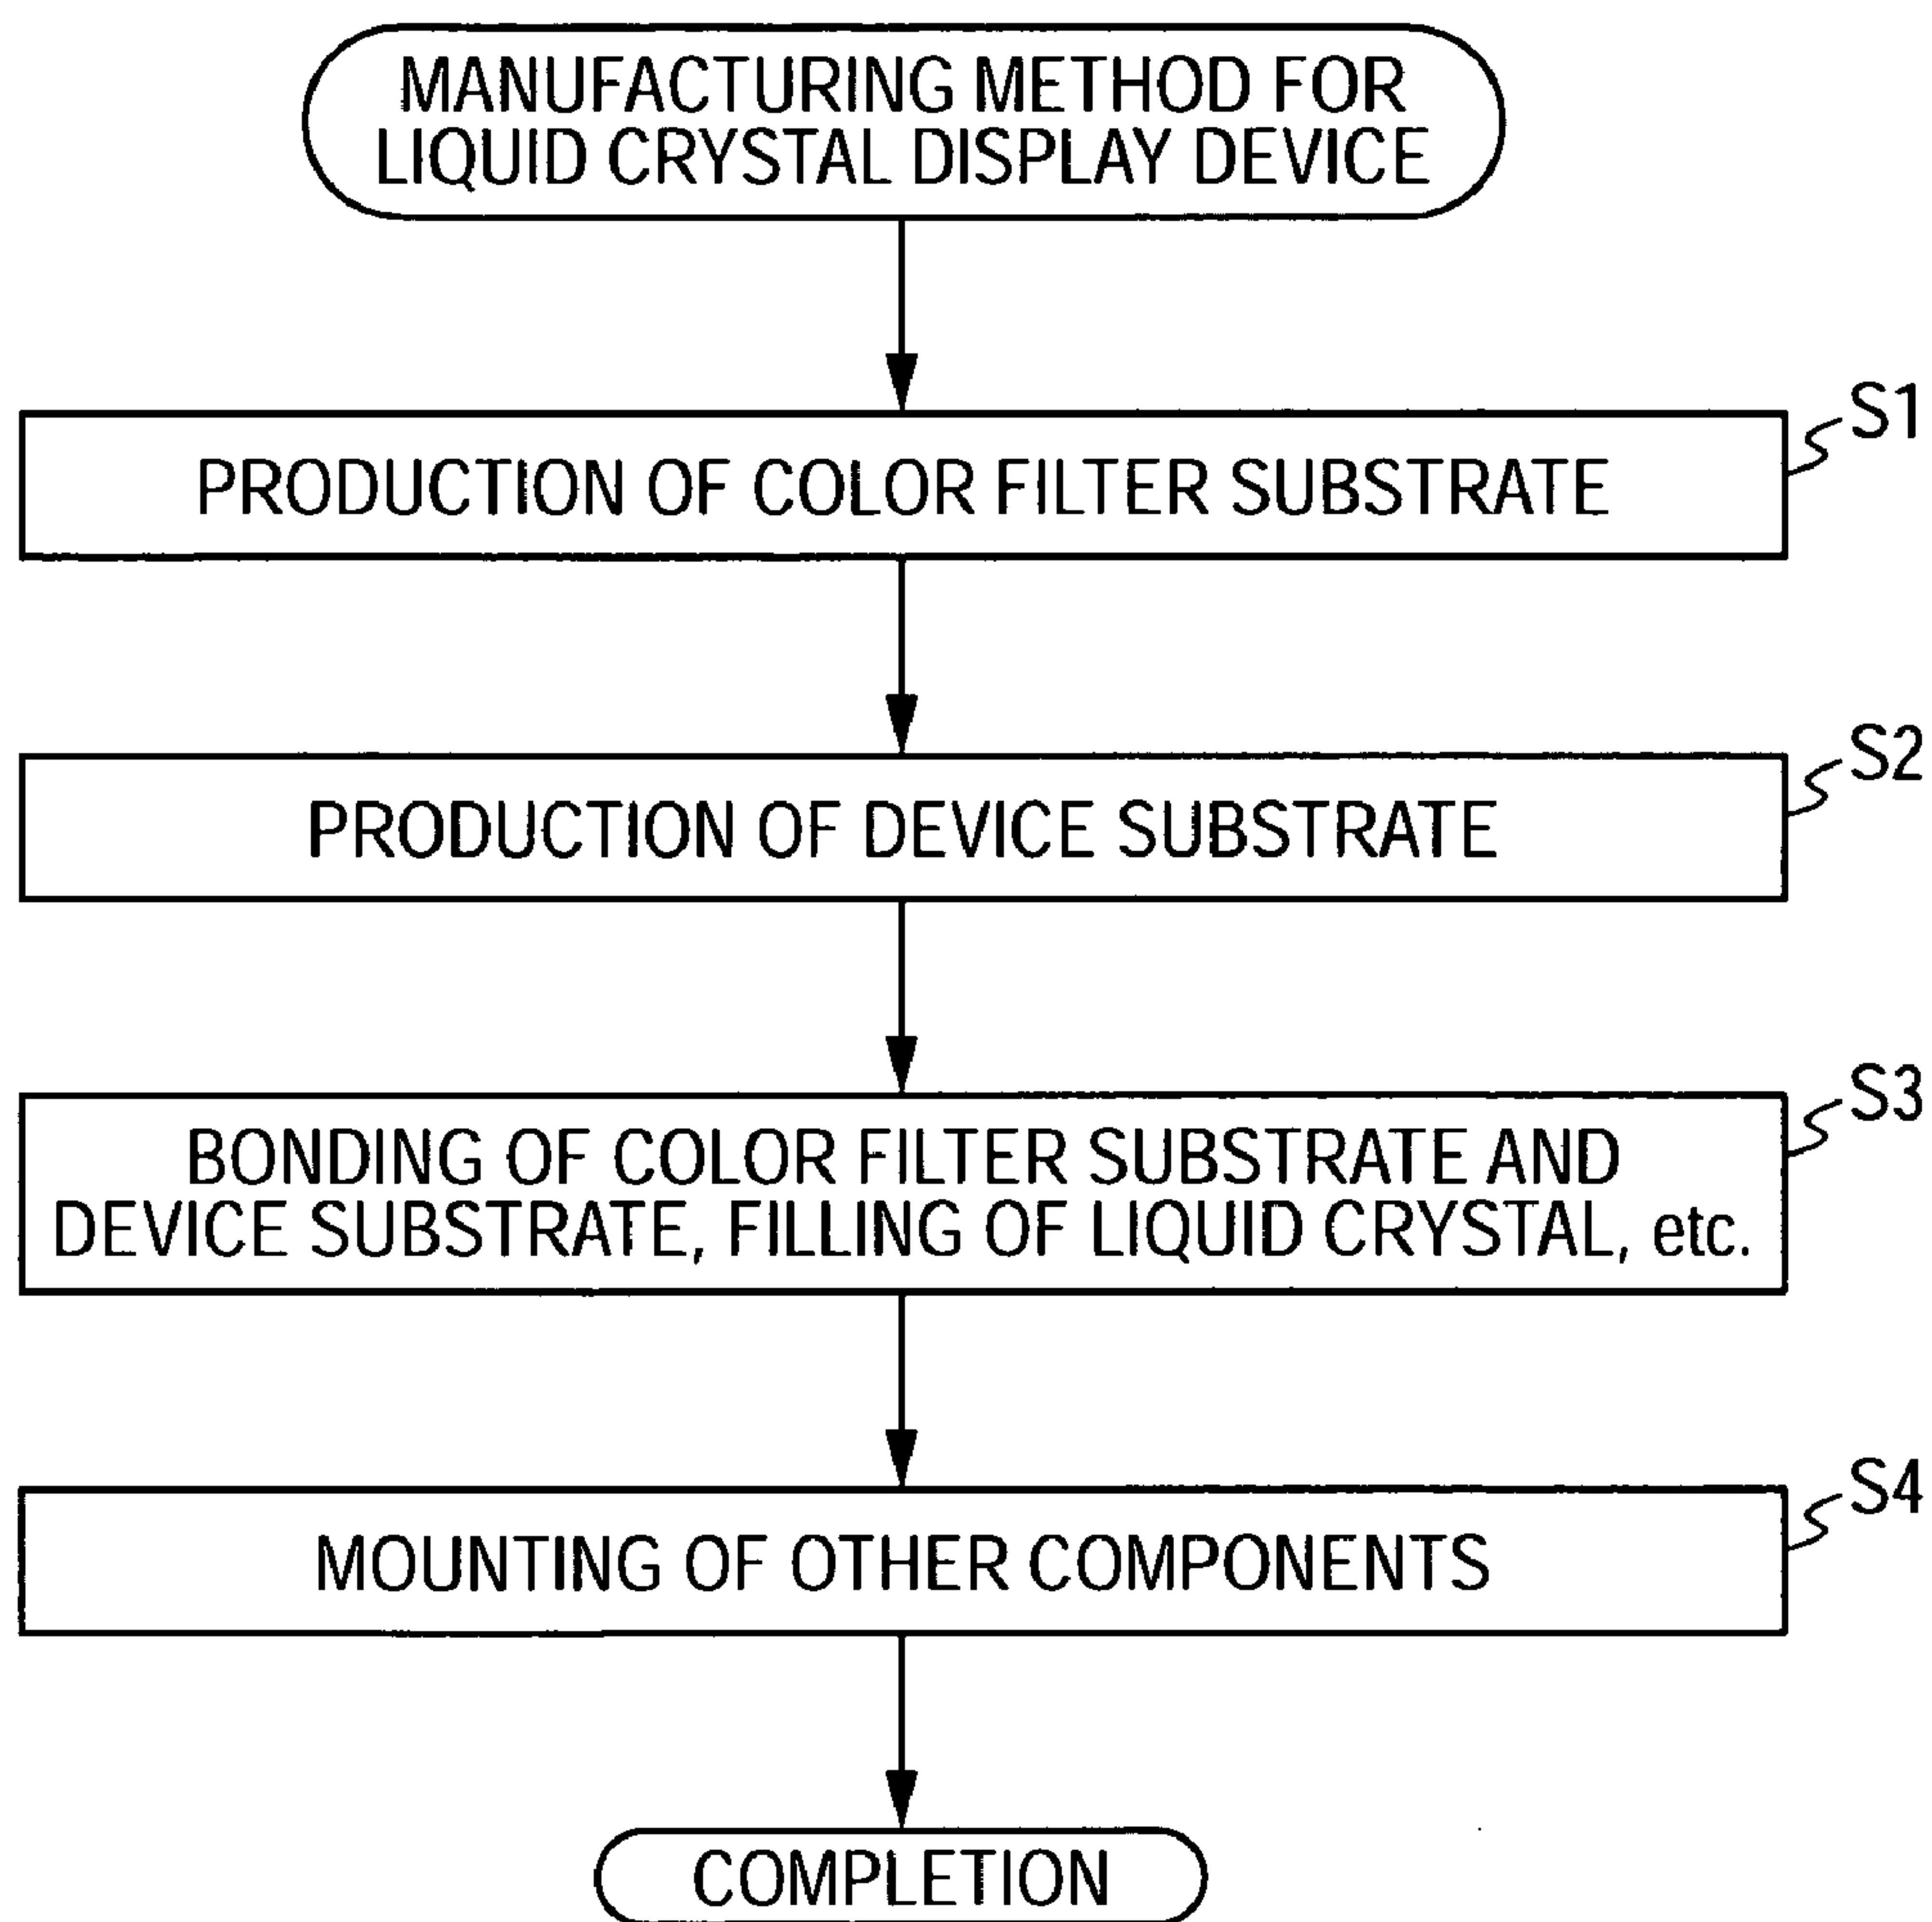 MANUFACTURING METHOD FOR
LIQUID CRYSTAL DISPLAY DEVICE
S1
PRODUCTION OF COLOR FILTER SUBSTRATE
S2
PRODUCTION OF DEVICE SUBSTRATE
S3
BONDING OF COLOR FILTER SUBSTRATE AND
DEVICE SUBSTRATE, FILLING OF LIQUID CRYSTAL, etc.
S4
MOUNTING OF OTHER COMPONENTS
COMPLETION